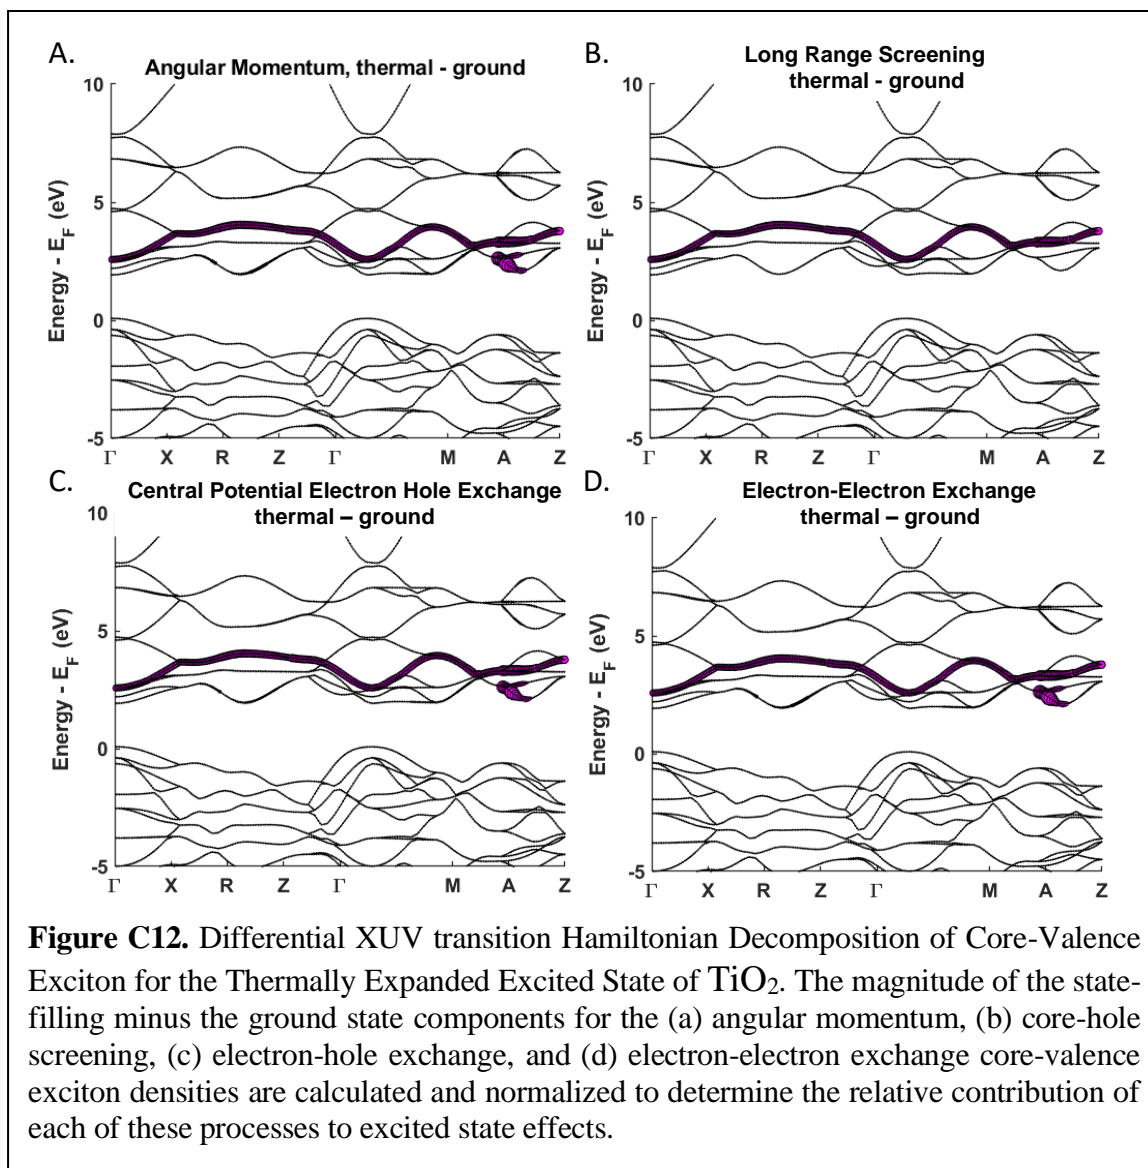 A.
Angular Momentum, thermal - ground
10
5
0
-5
Energy - E_F (eV)
Γ X R Z Γ M A Z
B.
Long Range Screening
thermal - ground
10
5
0
-5
Energy - E_F (eV)
Γ X R Z Γ M A Z
C.
Central Potential Electron Hole Exchange
thermal – ground
10
5
0
-5
Energy - E_F (eV)
Γ X R Z Γ M A Z
D.
Electron-Electron Exchange
thermal – ground
10
5
0
-5
Energy - E_F (eV)
Γ X R Z Γ M A Z
Figure C12. Differential XUV transition Hamiltonian Decomposition of Core-Valence
Exciton for the Thermally Expanded Excited State of TiO₂. The magnitude of the state-
filling minus the ground state components for the (a) angular momentum, (b) core-hole
screening, (c) electron-hole exchange, and (d) electron-electron exchange core-valence
exciton densities are calculated and normalized to determine the relative contribution of
each of these processes to excited state effects.